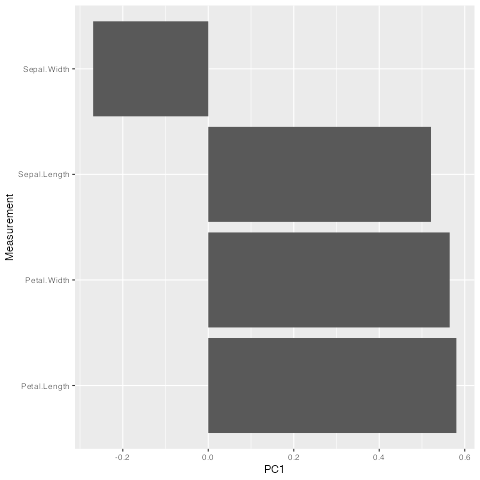 Measurement
Sepal.Width
Sepal.Length
Petal.Width
Petal.Length
-0.2 0.0 0.2 0.4 0.6
PC1